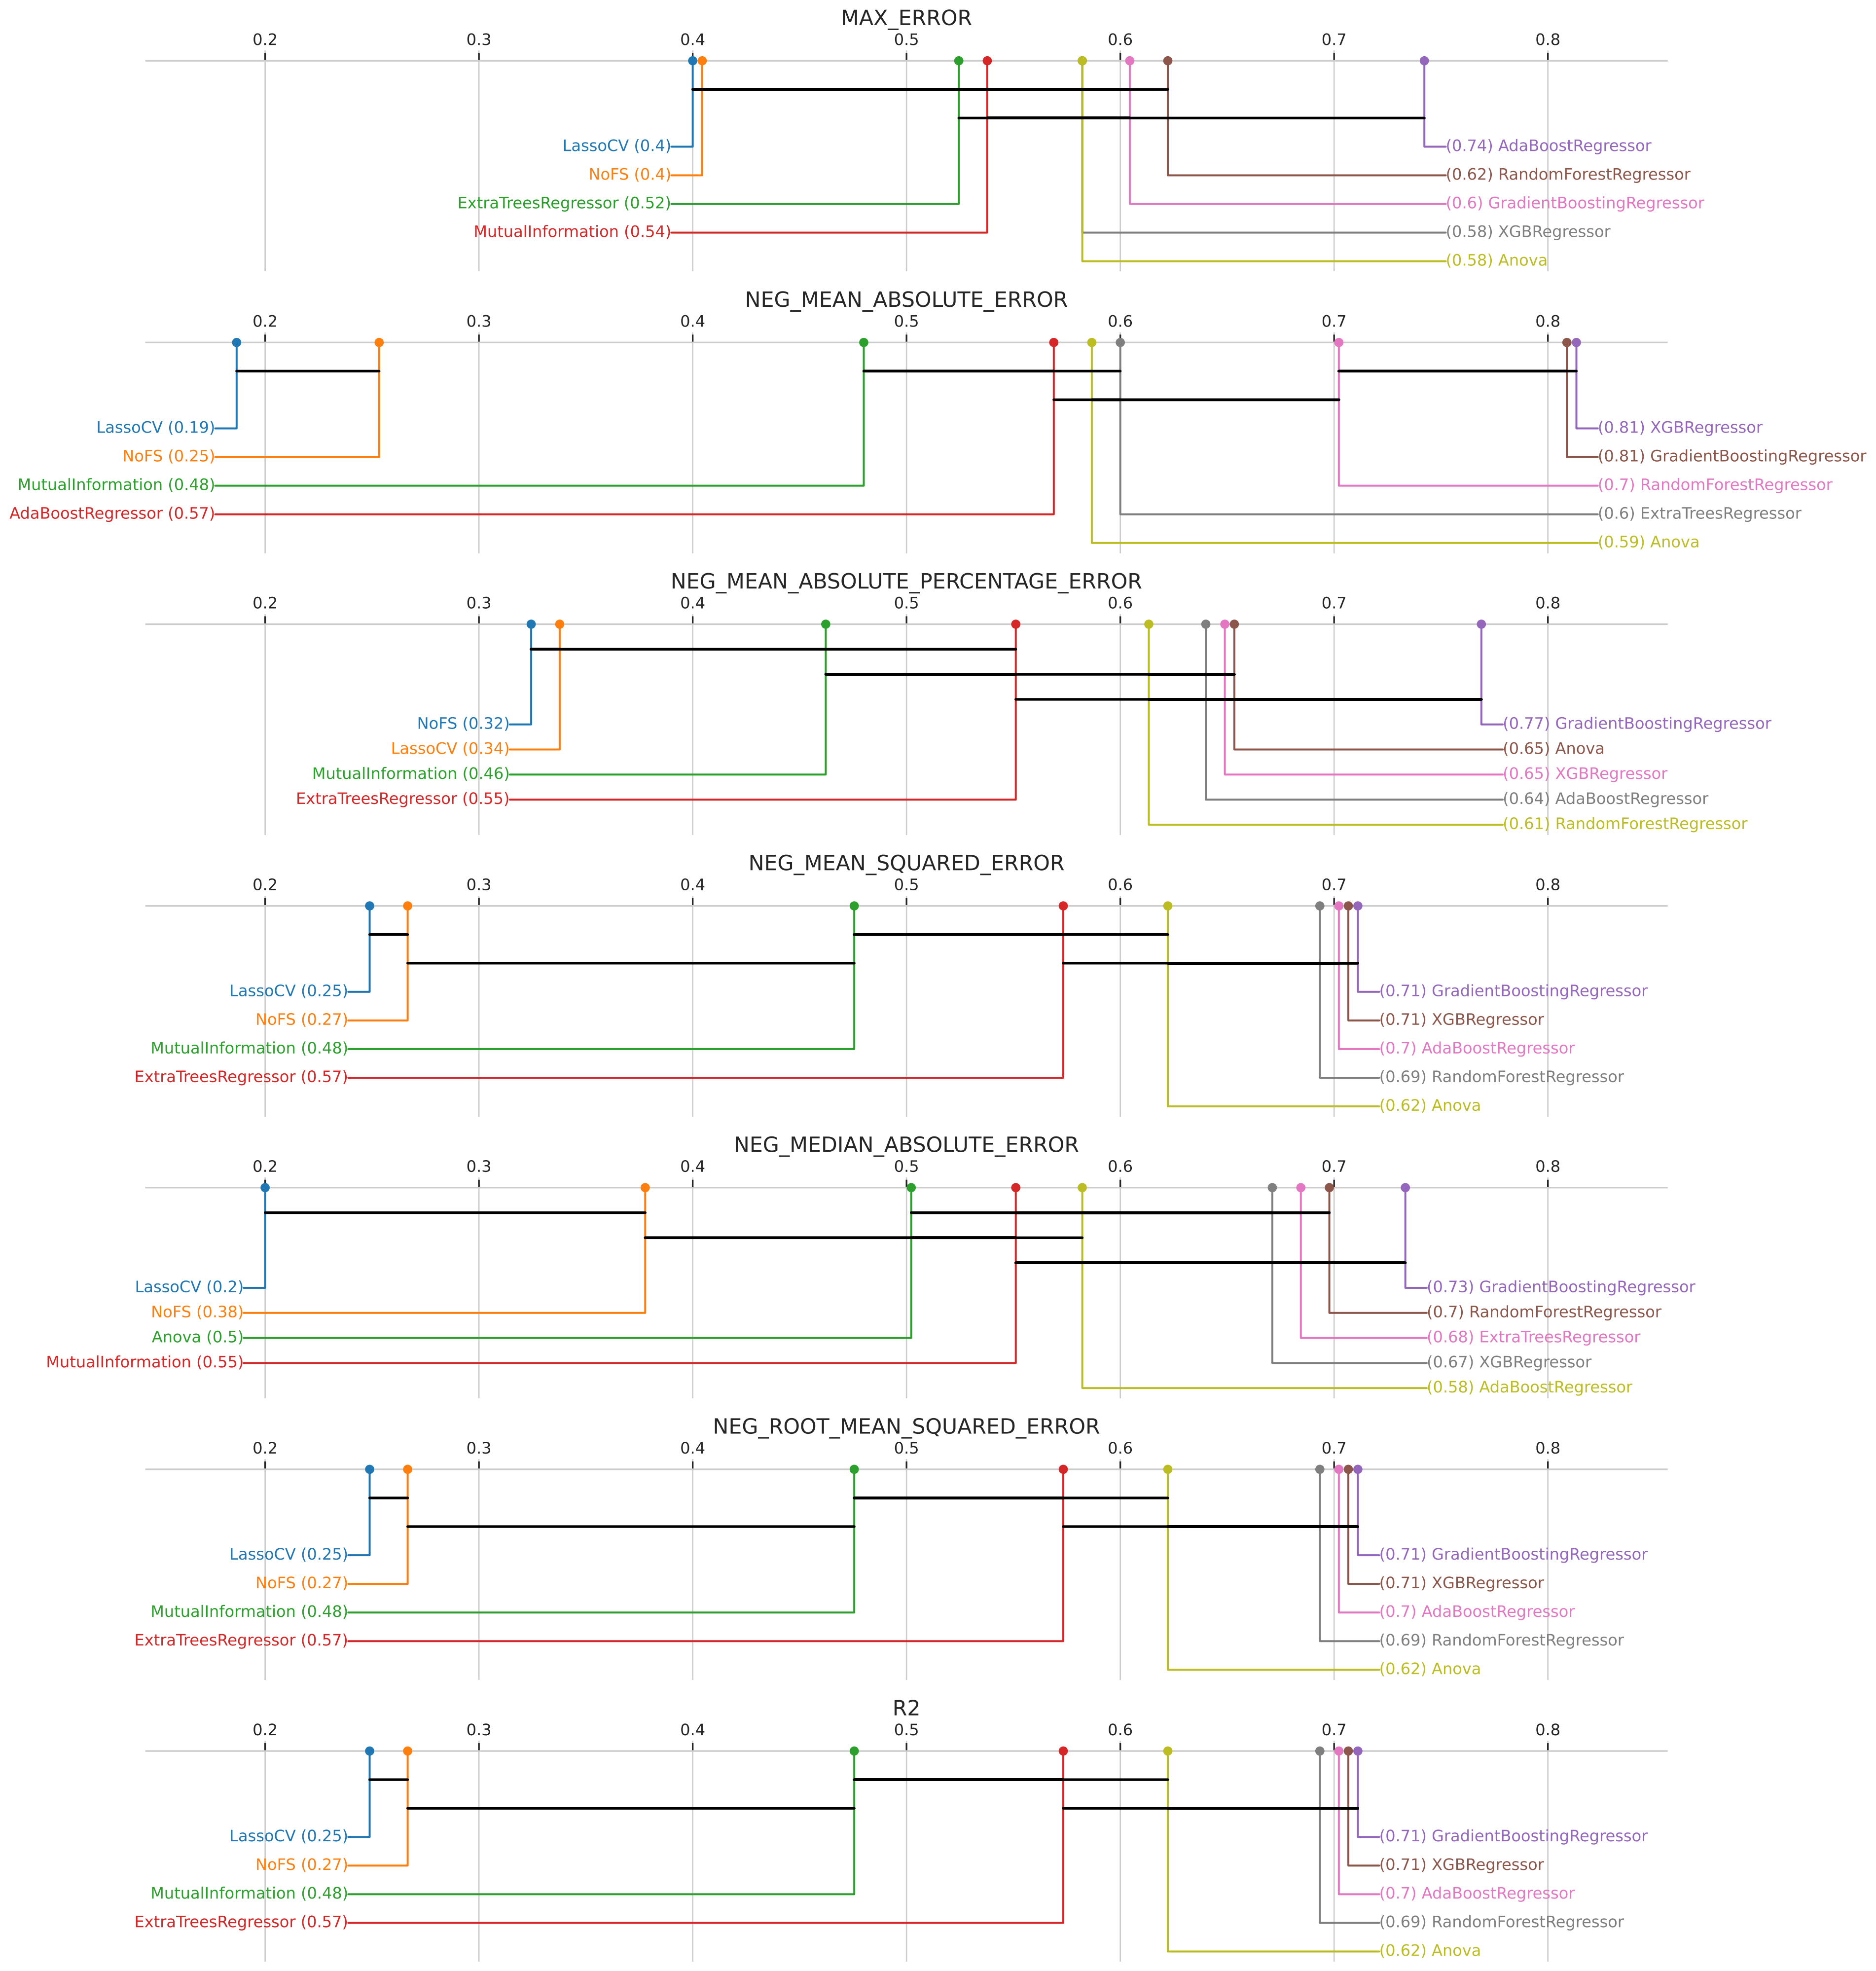 MAX_ERROR
0.2 0.3 0.4 0.5 0.6 0.7 0.8
LassoCV (0.4) (0.74) AdaBoostRegressor
NoFS (0.4) (0.62) RandomForestRegressor
ExtraTreesRegressor (0.52) (0.6) GradientBoostingRegressor
MutualInformation (0.54) (0.58) XGBRegressor
(0.58) Anova
NEG_MEAN_ABSOLUTE_ERROR
0.2 0.3 0.4 0.5 0.6 0.7 0.8
LassoCV (0.19) (0.81) XGBRegressor
NoFS (0.25) (0.81) GradientBoostingRegressor
MutualInformation (0.48) (0.7) RandomForestRegressor
AdaBoostRegressor (0.57) (0.6) ExtraTreesRegressor
(0.59) Anova
NEG_MEAN_ABSOLUTE_PERCENTAGE_ERROR
0.2 0.3 0.4 0.5 0.6 0.7 0.8
NoFS (0.32) (0.77) GradientBoostingRegressor
LassoCV (0.34) (0.65) Anova
MutualInformation (0.46) (0.65) XGBRegressor
ExtraTreesRegressor (0.55) (0.64) AdaBoostRegressor
(0.61) RandomForestRegressor
NEG_MEAN_SQUARED_ERROR
0.2 0.3 0.4 0.5 0.6 0.7 0.8
LassoCV (0.25) (0.71) GradientBoostingRegressor
NoFS (0.27) (0.71) XGBRegressor
MutualInformation (0.48) (0.7) AdaBoostRegressor
ExtraTreesRegressor (0.57) (0.69) RandomForestRegressor
(0.62) Anova
NEG_MEDIAN_ABSOLUTE_ERROR
0.2 0.3 0.4 0.5 0.6 0.7 0.8
LassoCV (0.2) (0.73) GradientBoostingRegressor
NoFS (0.38) (0.7) RandomForestRegressor
Anova (0.5) (0.68) ExtraTreesRegressor
MutualInformation (0.55) (0.67) XGBRegressor
(0.58) AdaBoostRegressor
NEG_ROOT_MEAN_SQUARED_ERROR
0.2 0.3 0.4 0.5 0.6 0.7 0.8
LassoCV (0.25) (0.71) GradientBoostingRegressor
NoFS (0.27) (0.71) XGBRegressor
MutualInformation (0.48) (0.7) AdaBoostRegressor
ExtraTreesRegressor (0.57) (0.69) RandomForestRegressor
(0.62) Anova
R2
0.2 0.3 0.4 0.5 0.6 0.7 0.8
LassoCV (0.25) (0.71) GradientBoostingRegressor
NoFS (0.27) (0.71) XGBRegressor
MutualInformation (0.48) (0.7) AdaBoostRegressor
ExtraTreesRegressor (0.57) (0.69) RandomForestRegressor
(0.62) Anova